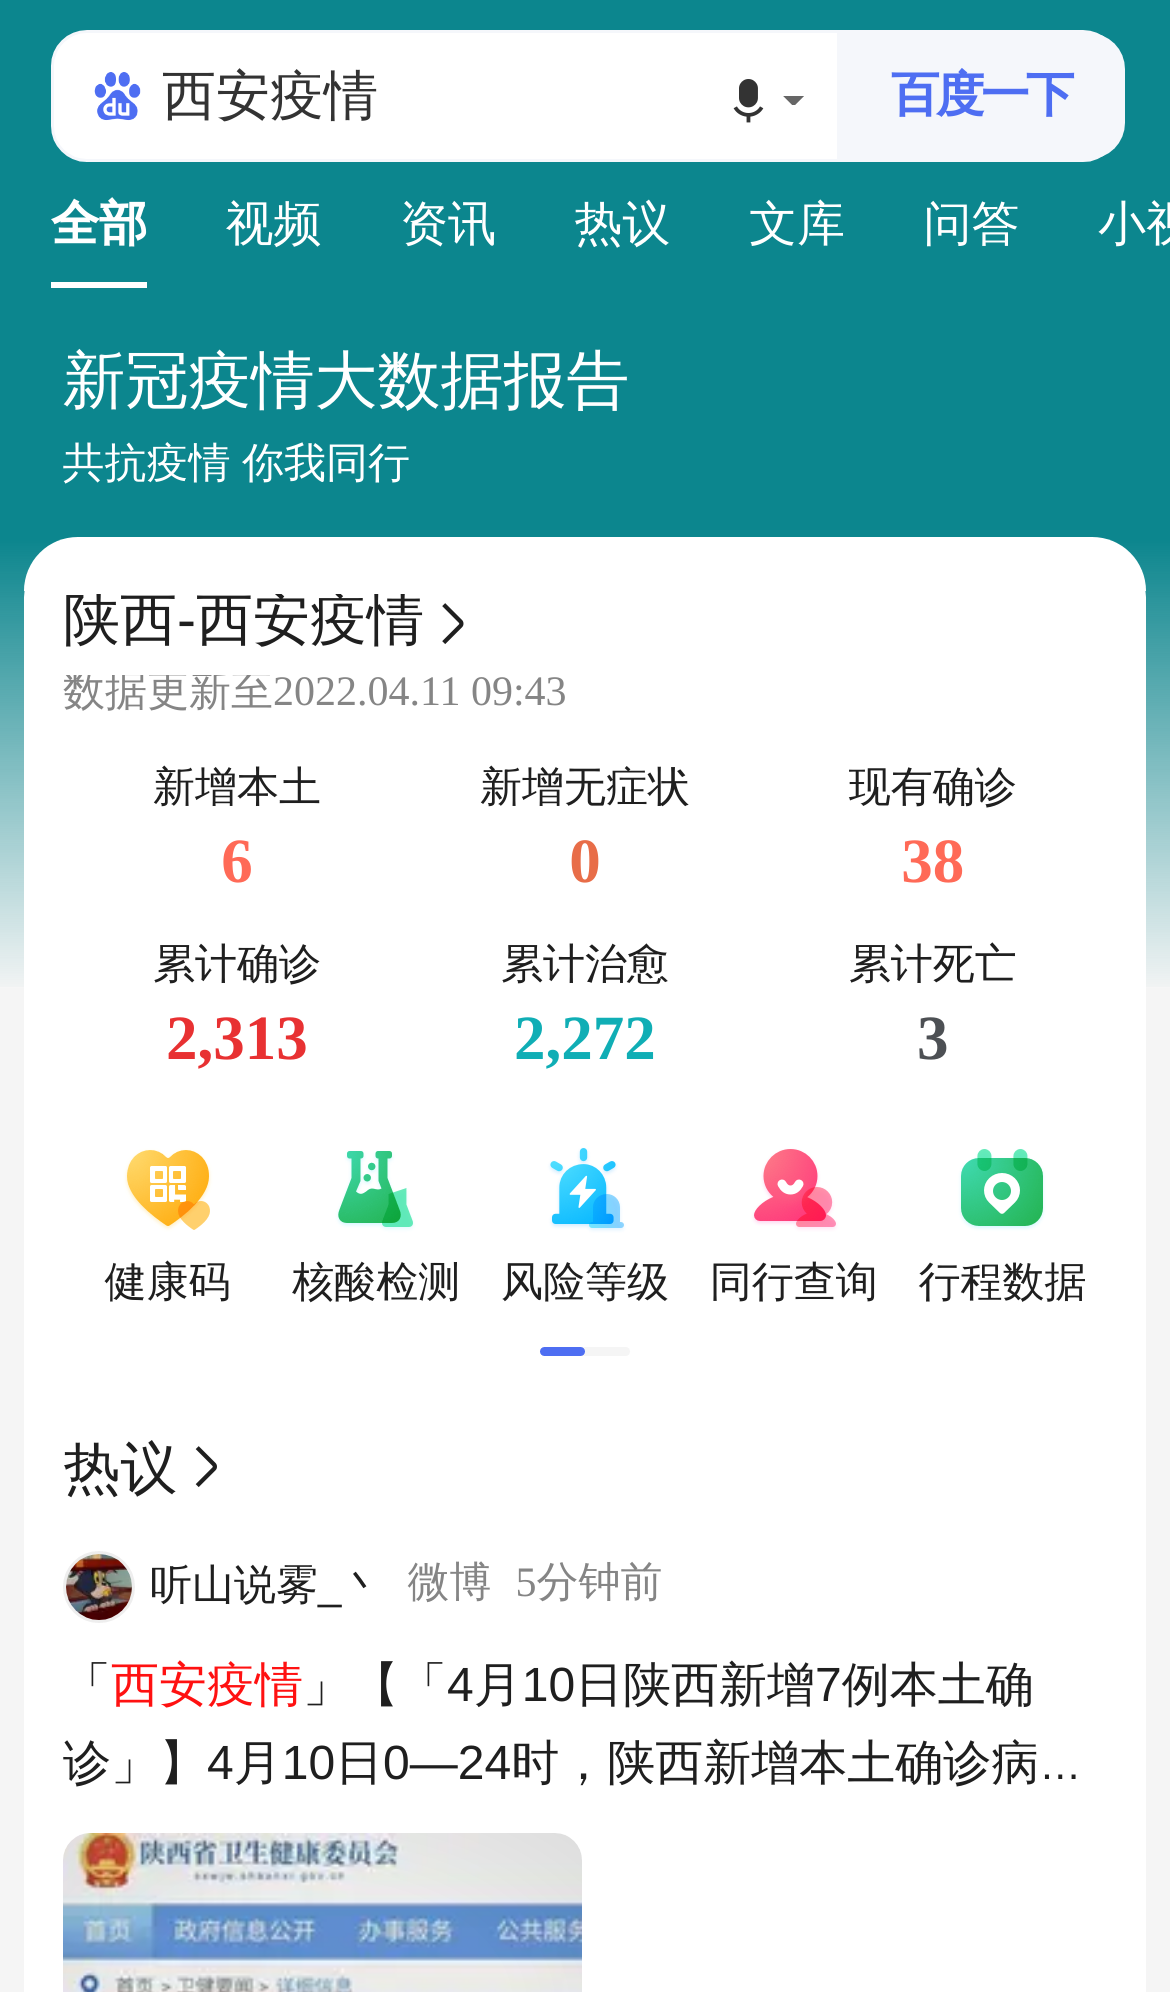 du 西安疫情 百度一下
全部 视频 资讯 热议 文库 问答 小视
新冠疫情大数据报告
共抗疫情 你我同行
陕西-西安疫情
数据更新至2022.04.11 09:43
新增本土 新增无症状 现有确诊
6 0 38
累计确诊 累计治愈 累计死亡
2,313 2,272 3
健康码 核酸检测 风险等级 同行查询 行程数据
热议
听山说雾_丶 微博 5分钟前
「西安疫情」【「4月10日陕西新增7例本土确
诊」】4月10日0—24时，陕西新增本土确诊病...
陕西省卫生健康委员会
首页 政府信息公开 办事服务 公共服务
首页 > 卫健要闻 > 详细信息